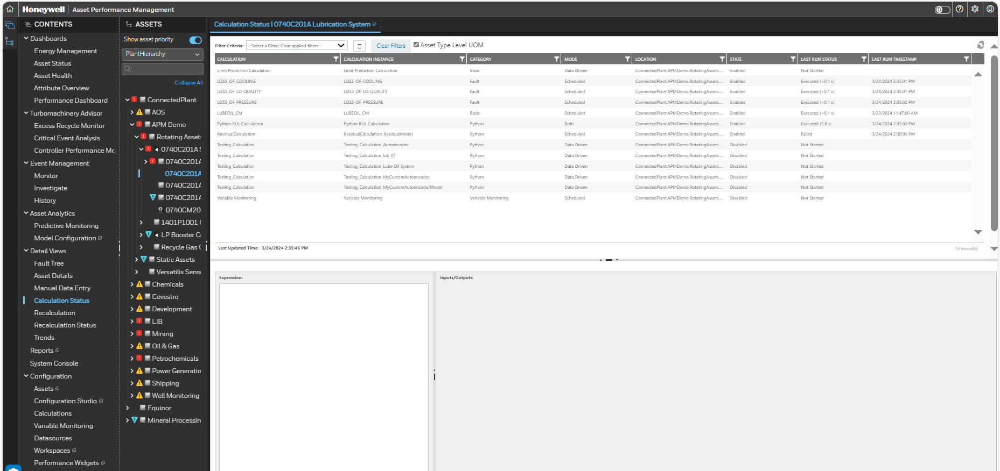 Honeywell | Asset Performance Management
CONTENTS
Dashboards
Energy Management
Asset Status
Asset Health
Attribute Overview
Performance Dashboard
Turbomachinery Advisor
Excess Recycle Monitor
Critical Event Analysis
Controller Performance Mc
Event Management
Monitor
Investigate
History
Asset Analytics
Predictive Monitoring
Model Configuration
Detail Views
Fault Tree
Asset Details
Manual Data Entry
Calculation Status
Recalculation
Recalculation Status
Trends
Reports
System Console
Configuration
Assets
Configuration Studio
Calculations
Variable Monitoring
Datasources
Workspaces
Performance Widgets
ASSETS
Show asset priority
PlantHierarchy
Collapse All
ConnectedPlant
AOS
APM Demo
Rotating Assets
0740C201A S
0740C201A
0740C201A
0740C201A
0740C201A
0740CM20
1401P1001 (
LP Booster Co
Recycle Gas C
Static Assets
Versatilis Senso
Chemicals
Covestro
Development
LIB
Mining
Oil & Gas
Petrochemicals
Power Generatio
Shipping
Well Monitoring
Equinor
Mineral Processin
Calculation Status | 0740C201A Lubrication System
Filter Criteria: --Select a Filter/ Clear applied filters-- Clear Filters Asset Type Level UOM
CALCULATION CALCULATION INSTANCE CATEGORY MODE LOCATION STATE LAST RUN STATUS LAST RUN TIMESTAMP
Limit Prediction Calculation Limit Prediction Calculation Basic Data Driven ConnectedPlant.APMDemo.RotatingAssets.... Enabled Not Started
LOSS_OF_COOLING LOSS_OF_COOLING Fault Scheduled ConnectedPlant.APMDemo.RotatingAssets.... Enabled Executed (<0.1 s) 3/24/2024 2:35:01 PM
LOSS_OF_LO_QUALITY LOSS_OF_LO_QUALITY Fault Scheduled ConnectedPlant.APMDemo.RotatingAssets.... Enabled Executed (<0.1 s) 3/24/2024 2:35:01 PM
LOSS_OF_PRESSURE LOSS_OF_PRESSURE Fault Scheduled ConnectedPlant.APMDemo.RotatingAssets.... Enabled Executed (<0.1 s) 3/24/2024 2:35:02 PM
LUBEOIL_CM LUBEOIL_CM Basic Scheduled ConnectedPlant.APMDemo.RotatingAssets.... Enabled Executed (<0.1 s) 3/23/2024 11:47:00 AM
Python RUL Calculation Python RUL Calculation Python Both ConnectedPlant.APMDemo.RotatingAssets.... Enabled Executed (5.8 s) 3/24/2024 2:35:00 PM
ResidualCalculation ResidualCalculation_ResidualModel Python Scheduled ConnectedPlant.APMDemo.RotatingAssets.... Enabled Failed 3/24/2024 2:30:00 PM
Testing_Calculation Testing_Calculation_Autoencoder Python Data Driven ConnectedPlant.APMDemo.RotatingAssets.... Disabled Not Started
Testing_Calculation Testing_Calculation_lub_01 Python Data Driven ConnectedPlant.APMDemo.RotatingAssets.... Disabled Not Started
Testing_Calculation Testing_Calculation_Lube Oil System Python Data Driven ConnectedPlant.APMDemo.RotatingAssets.... Disabled Not Started
Testing_Calculation Testing_Calculation_MyCustomAutoencoder Python Data Driven ConnectedPlant.APMDemo.RotatingAssets.... Disabled Not Started
Testing_Calculation Testing_Calculation_MyCustomAutoencoderModel Python Data Driven ConnectedPlant.APMDemo.RotatingAssets.... Disabled Not Started
Variable Monitoring Variable Monitoring Variable Monitoring Scheduled ConnectedPlant.APMDemo.RotatingAssets.... Disabled Not Started
Last Updated Time: 3/24/2024 2:35:46 PM
13 record(s)
Expression:
Inputs/Outputs: